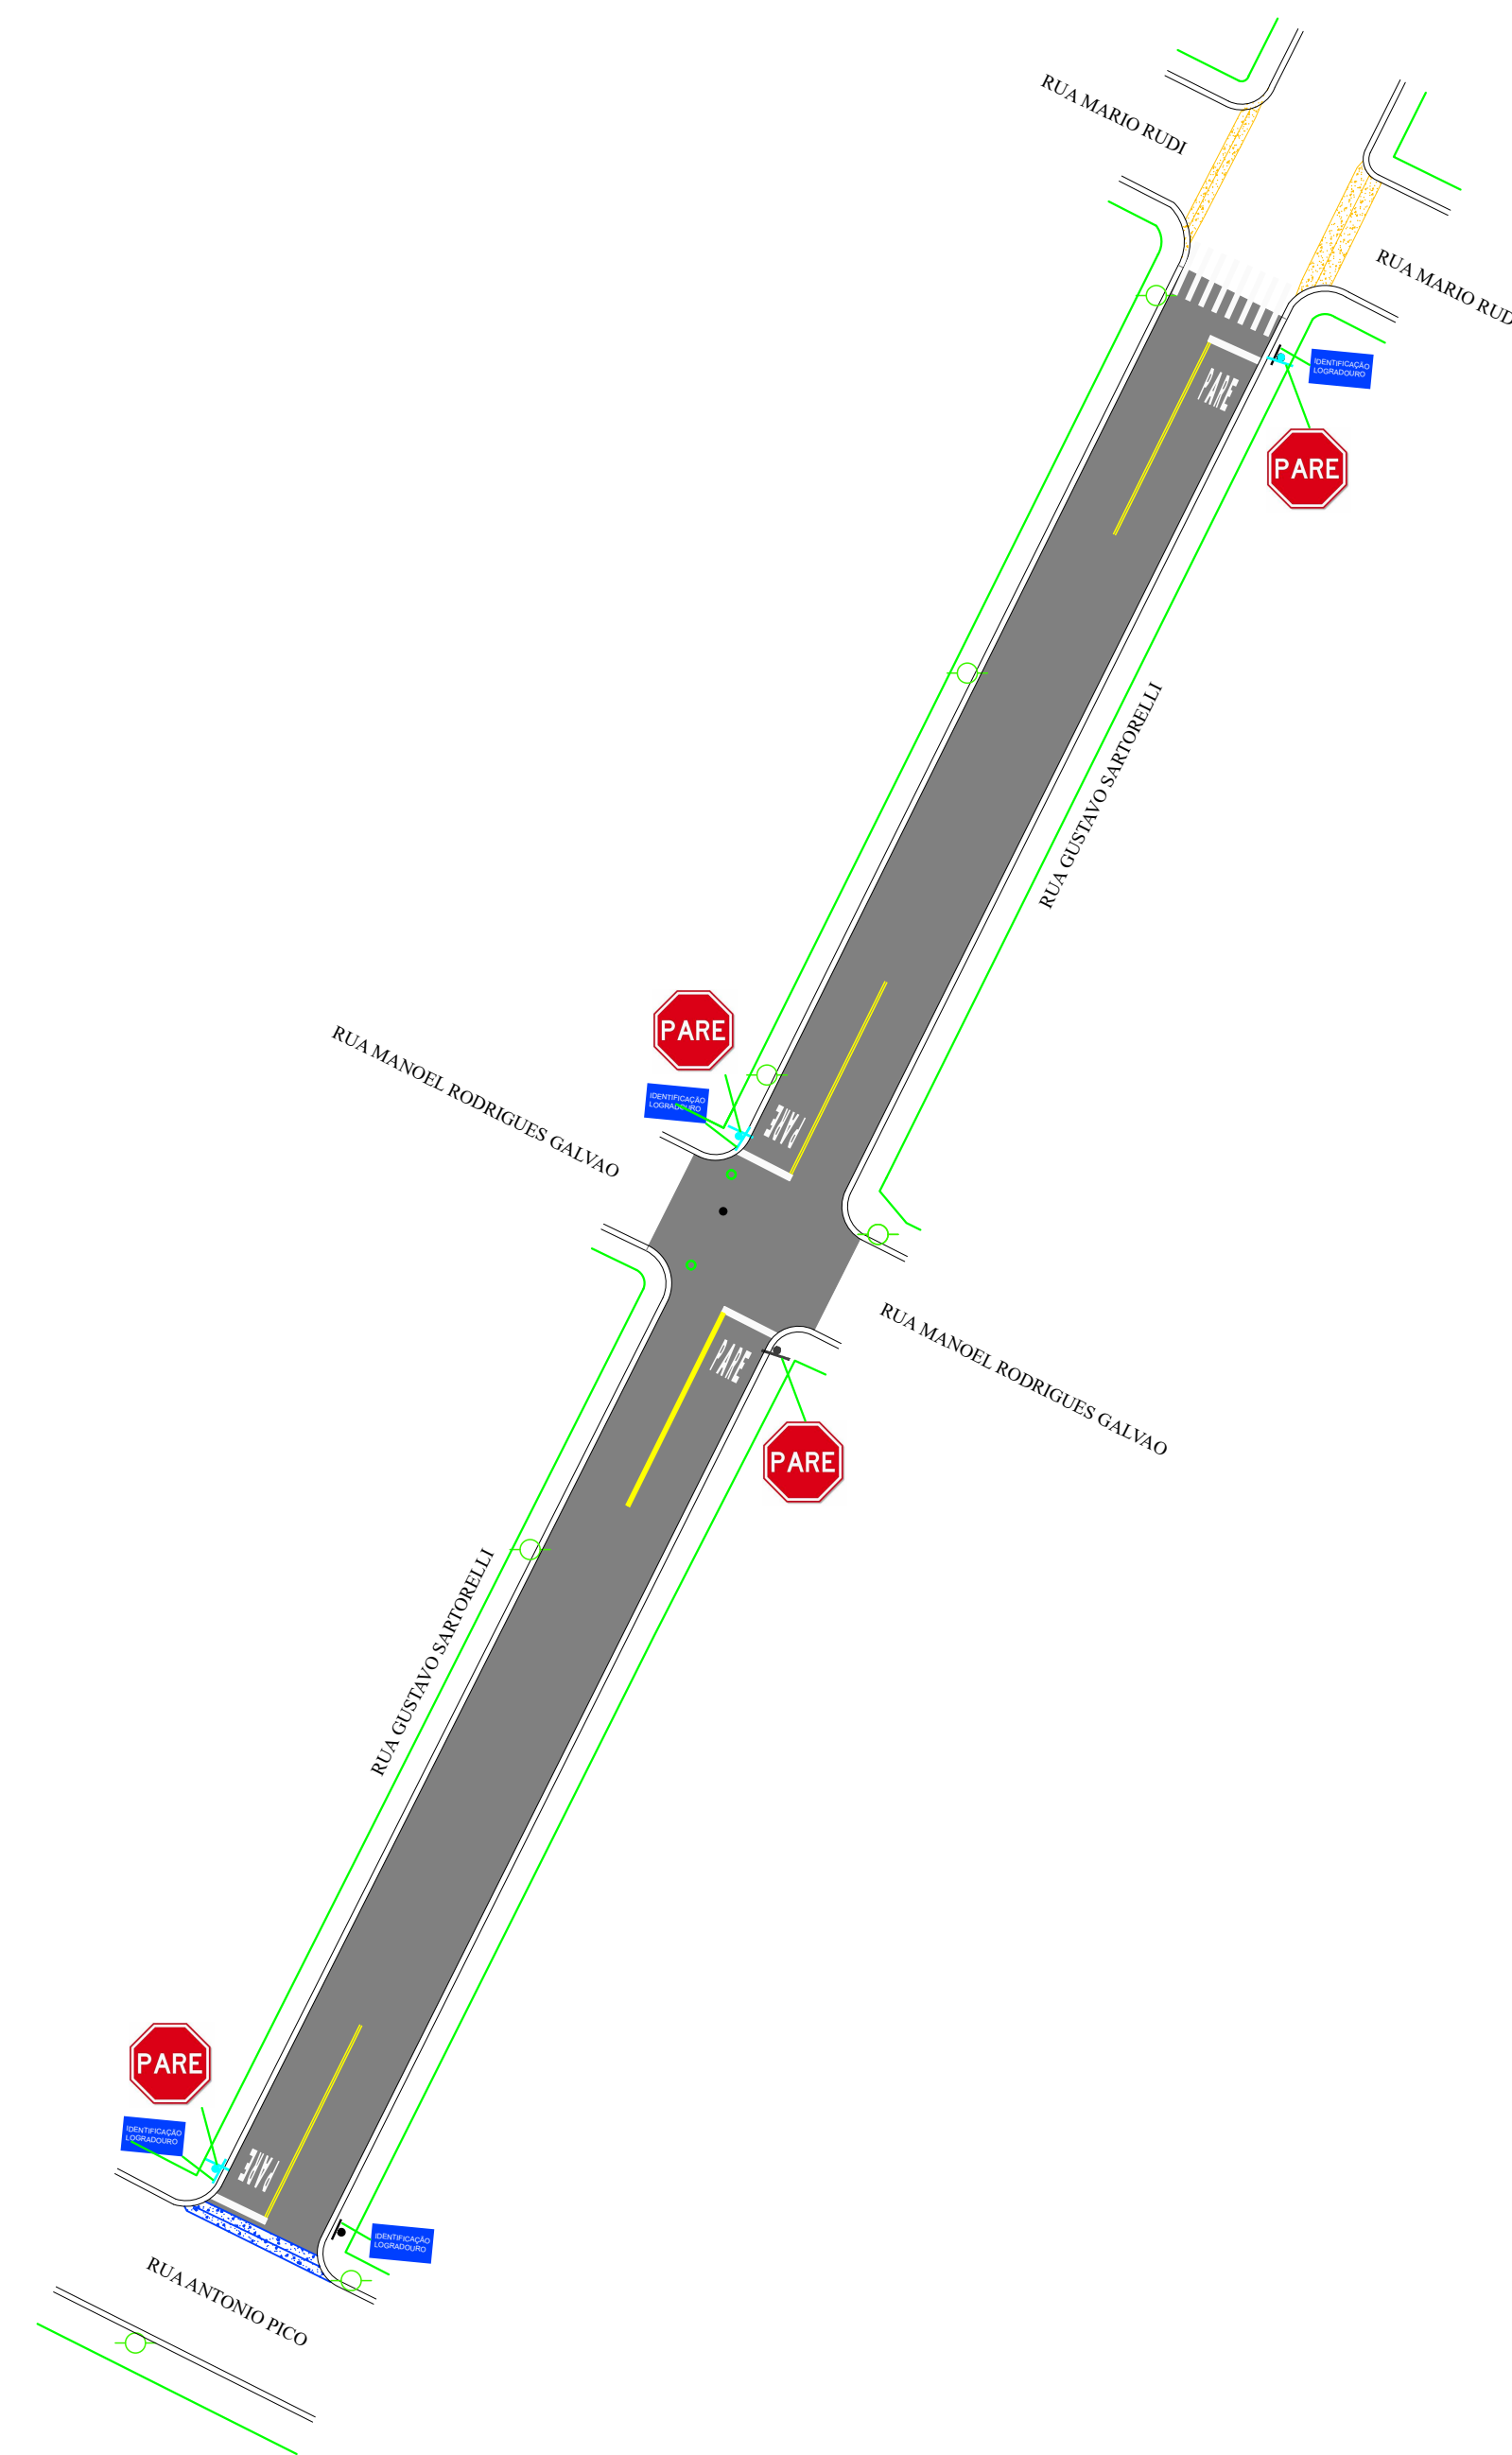 RUA MARIO RUDI
RUA MARIO RUD
IDENTIFICAÇÃO
LOGRADOURO
PARE
PARE
RUA GUSTAVO SARTORELLI
PARE
RUA MANOEL RODRIGUES GALVAO
IDENTIFICAÇÃO
LOGRADOURO
PARE
RUA MANOEL RODRIGUES GALVAO
PARE
PARE
RUA GUSTAVO SARTORELLI
PARE
IDENTIFICAÇÃO
LOGRADOURO
PARE
IDENTIFICAÇÃO
LOGRADOURO
RUA ANTONIO PICO